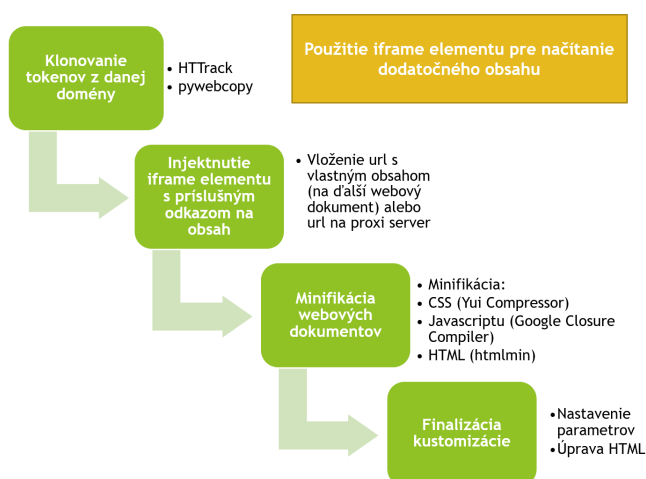 Použitie iframe elementu pre načítanie
dodatočného obsahu
Klonovanie
tokenov z danej
domény
• HTTrack
• pywebcopy
Injektnutie
iframe elementu
s príslušným
odkazom na
obsah
• Vloženie url s
vlastným obsahom
(na ďalší webový
dokument) alebo
url na proxi server
Minifikácia
webových
dokumentov
• Minifikácia:
• CSS (Yui Compressor)
• Javascriptu (Google Closure
Compiler)
• HTML (htmlmin)
Finalizácia
kustomizácie
•Nastavenie
parametrov
•Úprava HTML